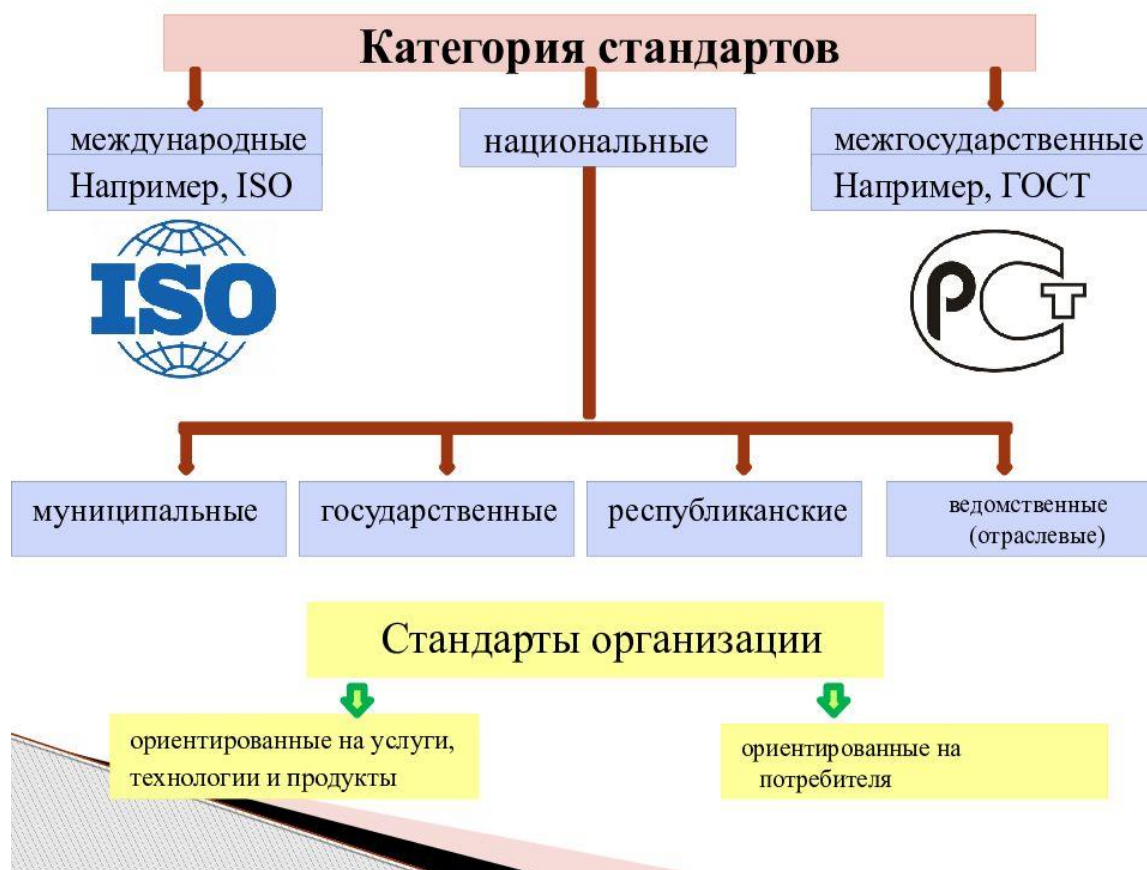 Категория стандартов
международные
Например, ISO
национальные
межгосударственные
Например, ГОСТ
ISO
РСТ
муниципальные
государственные
республиканские
ведомственные
(отраслевые)
Стандарты организации
ориентированные на услуги,
технологии и продукты
ориентированные на
потребителя